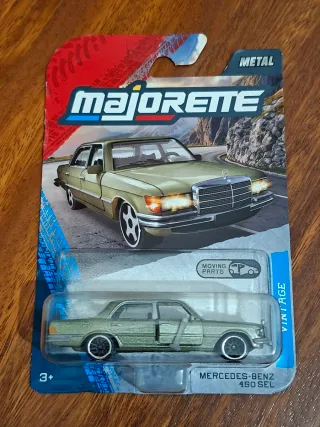 METAL
majorette
MOVING
PARTS
VINTAGE
3+
MERCEDES-BENZ
450 SEL